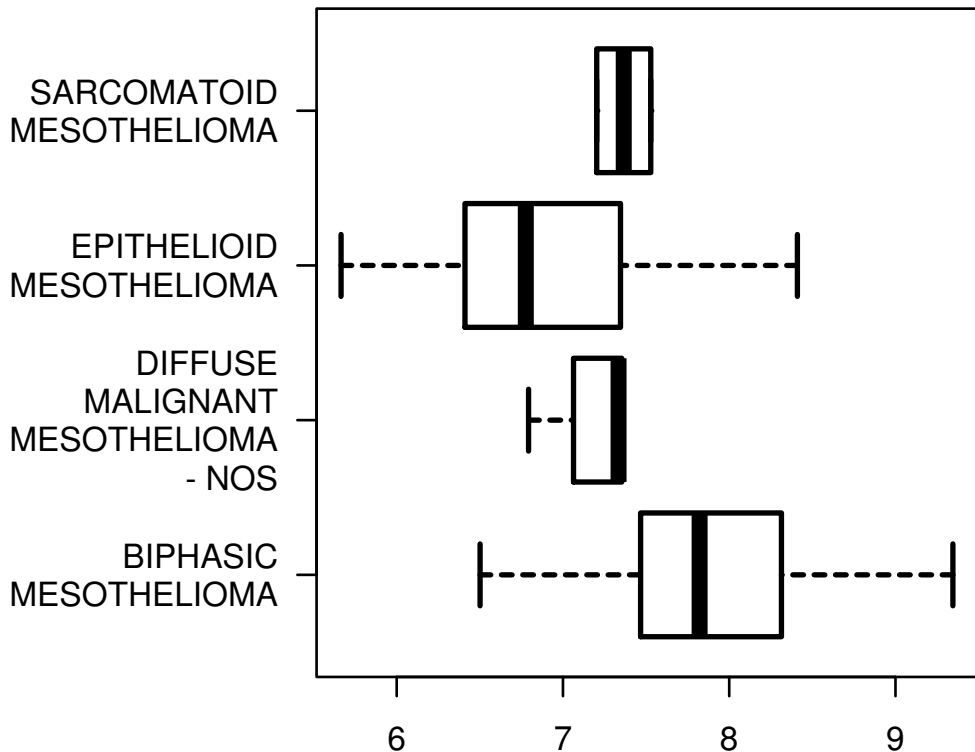 SARCOMATOID
MESOTHELIOMA
EPITHELIOID
MESOTHELIOMA
DIFFUSE
MALIGNANT
MESOTHELIOMA
- NOS
BIPHASIC
MESOTHELIOMA
6 7 8 9